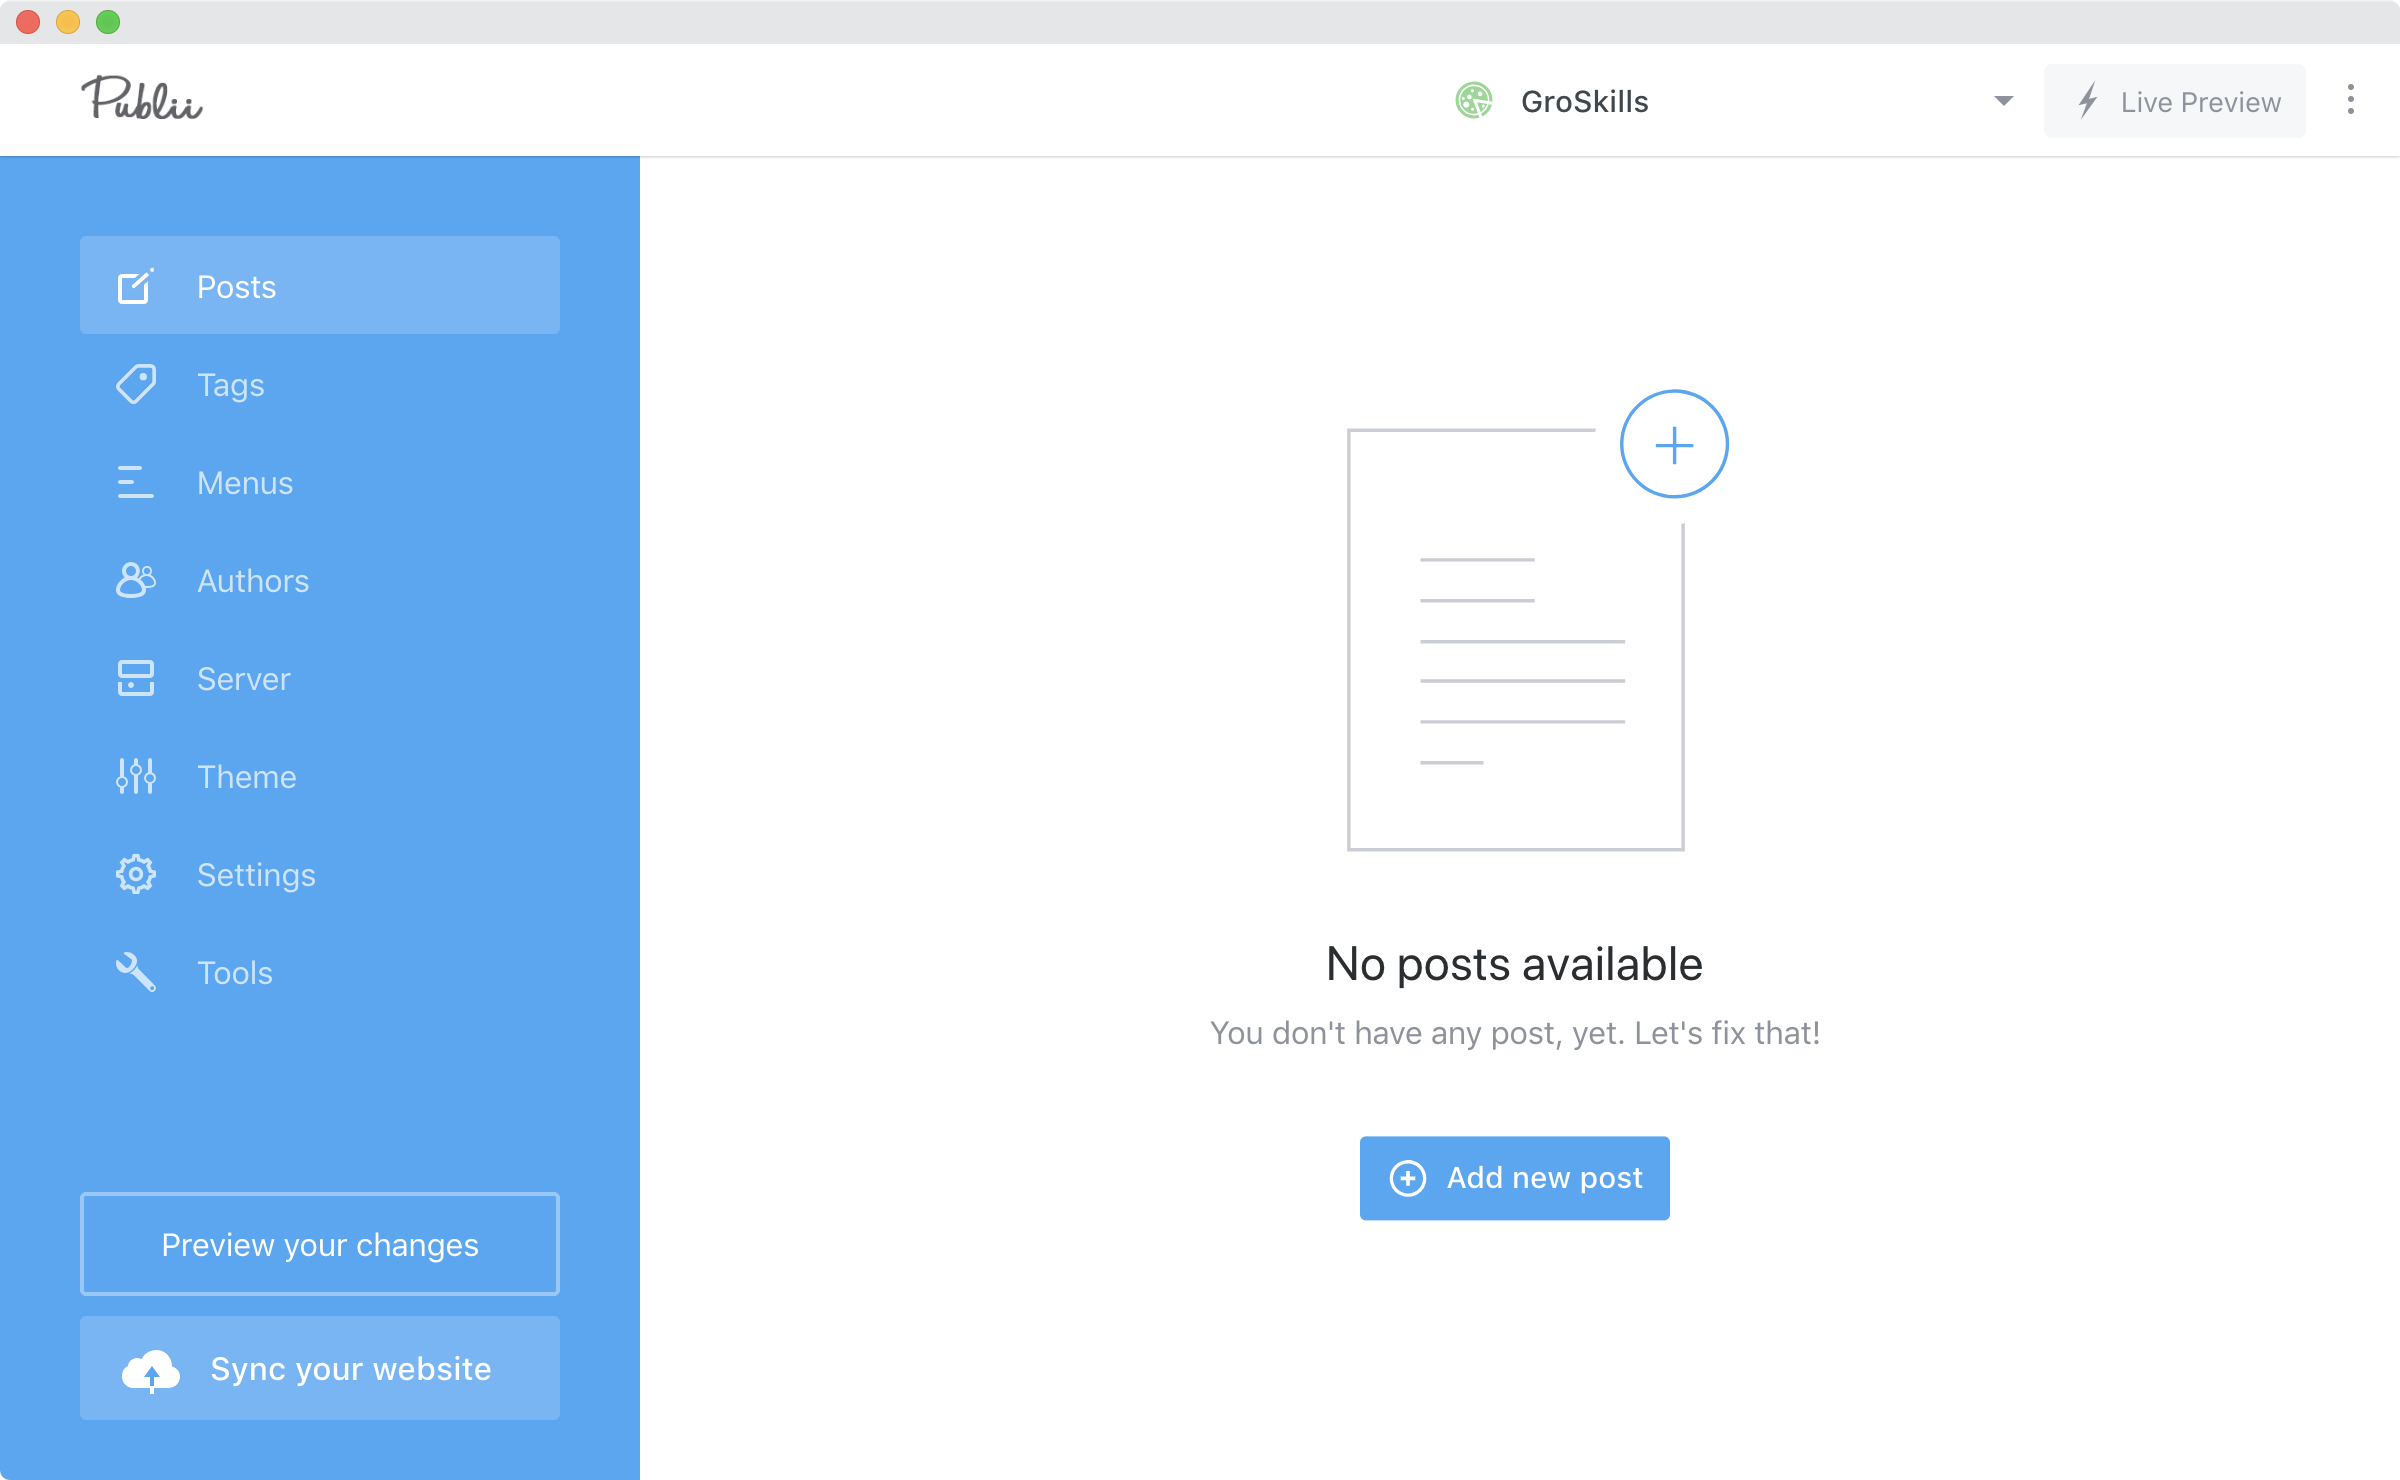 Publii
GroSkills
Live Preview
Posts
Tags
Menus
Authors
Server
Theme
Settings
Tools
Preview your changes
Sync your website
No posts available
You don't have any post, yet. Let's fix that!
Add new post